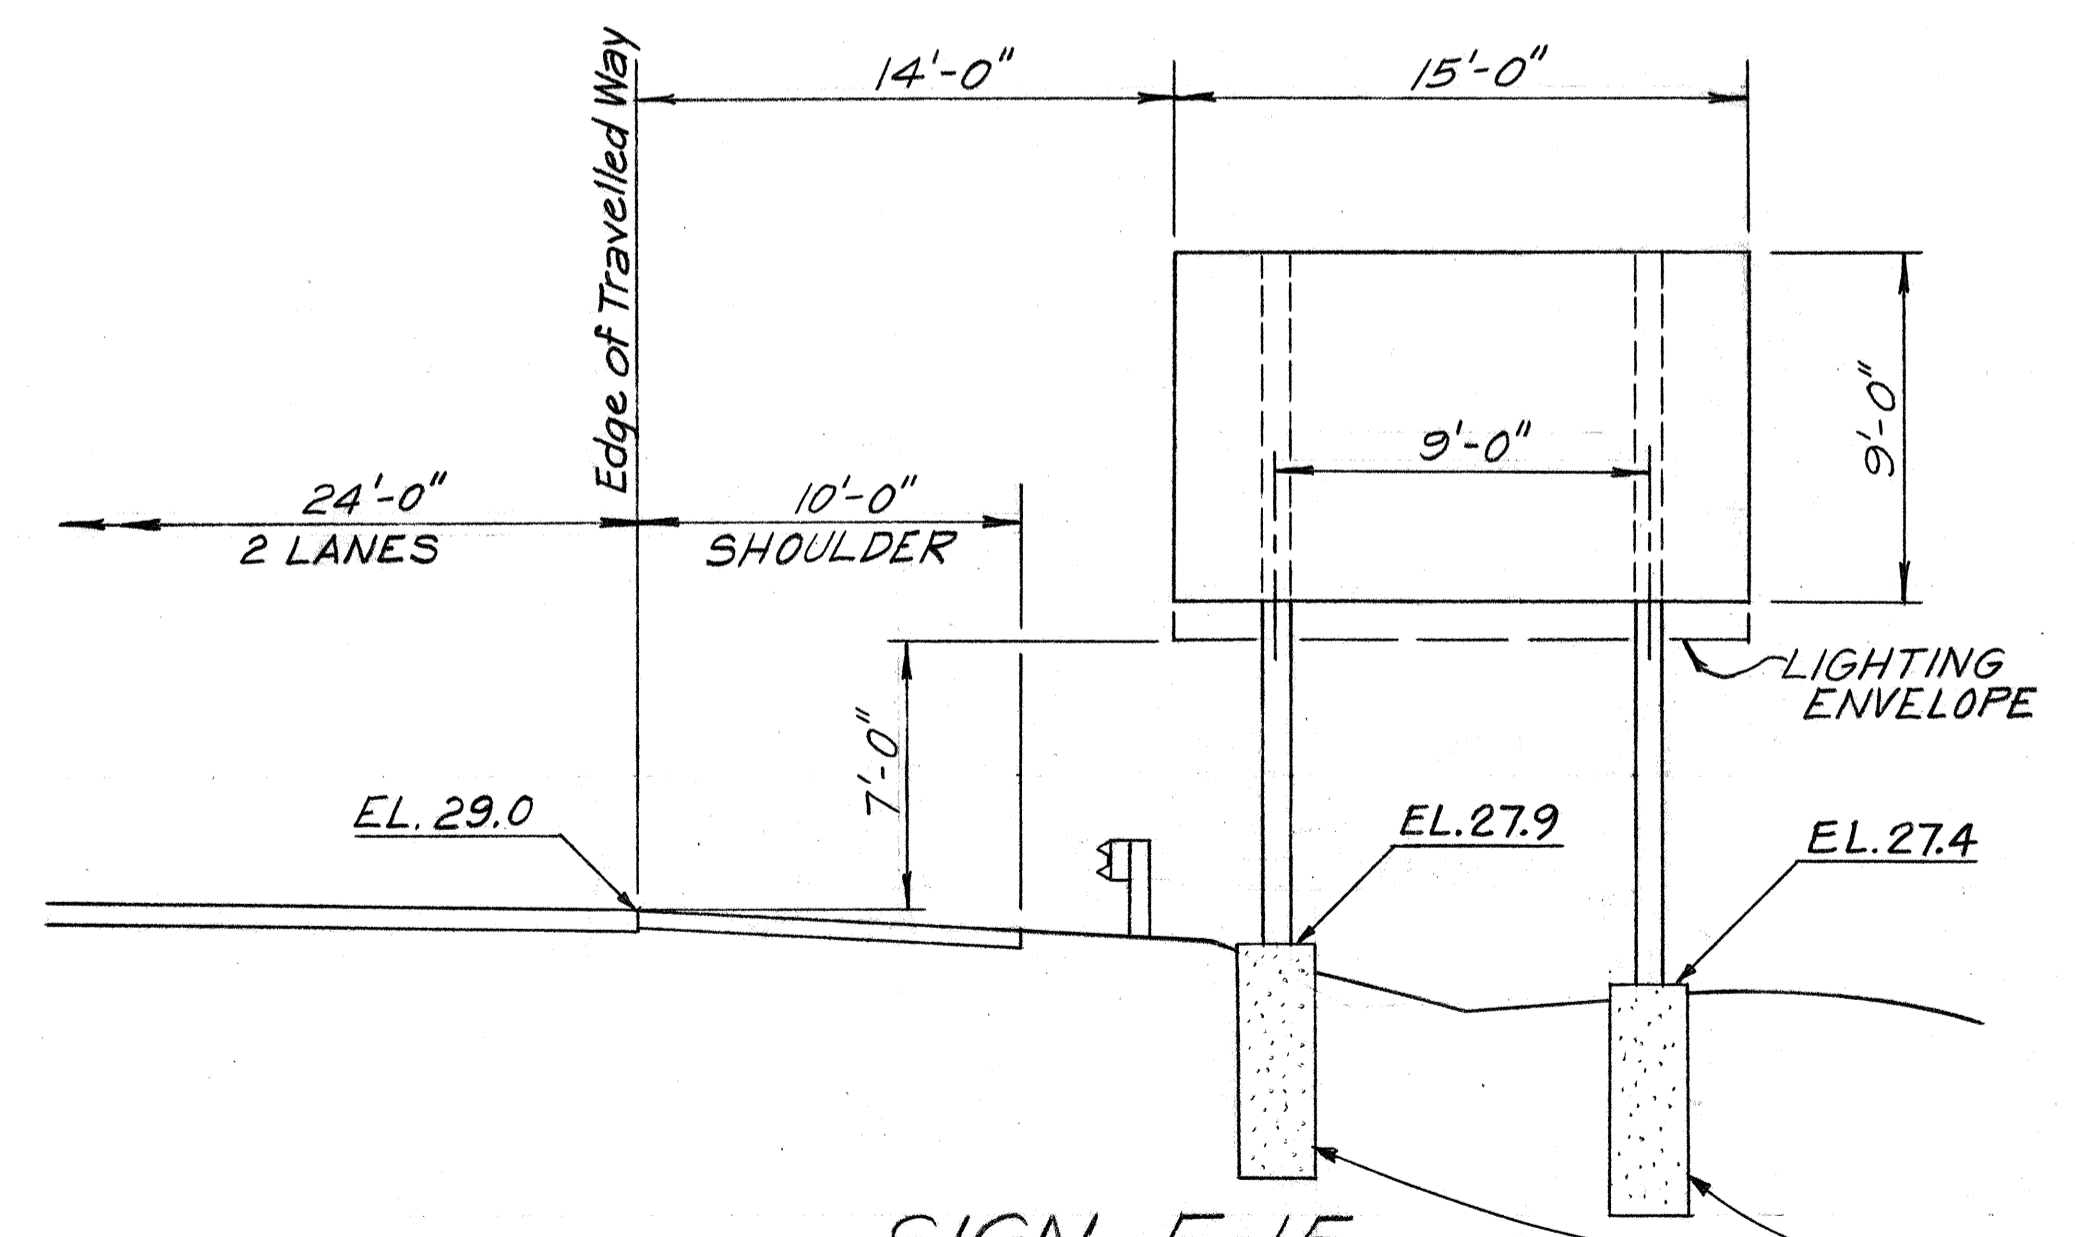 Edge of Travelled Way
14'-0"
15'-0"
9'-0"
9'-0"
24'-0"
2 LANES
10'-0"
SHOULDER
LIGHTING
ENVELOPE
7'-0"
EL. 29.0
EL. 27.9
EL. 27.4
SIGN